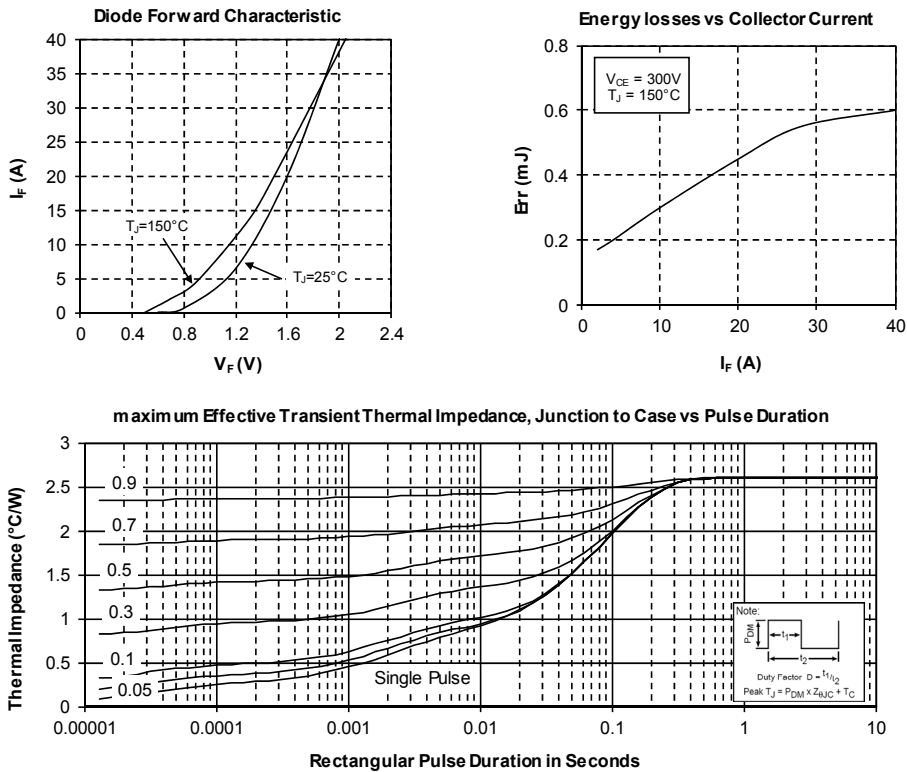 Diode Forward Characteristic
40
35
30
25
20
15
10
5
0
I_F (A)
T_J=150°C
T_J=25°C
0 0.4 0.8 1.2 1.6 2 2.4
V_F (V)
Energy losses vs Collector Current
0.8
0.6
0.4
0.2
0
Err (mJ)
V_CE = 300V
T_J = 150°C
0 10 20 30 40
I_F (A)
maximum Effective Transient Thermal Impedance, Junction to Case vs Pulse Duration
3
2.5
2
1.5
1
0.5
0
Thermal Impedance (°C/W)
0.9
0.7
0.5
0.3
0.1
0.05
Single Pulse
Note:
P_DM
t_1
t_2
Duty Factor D = t_1/t_2
Peak T_J = P_DM x Z_θJC + T_C
0.00001 0.0001 0.001 0.01 0.1 1 10
Rectangular Pulse Duration in Seconds